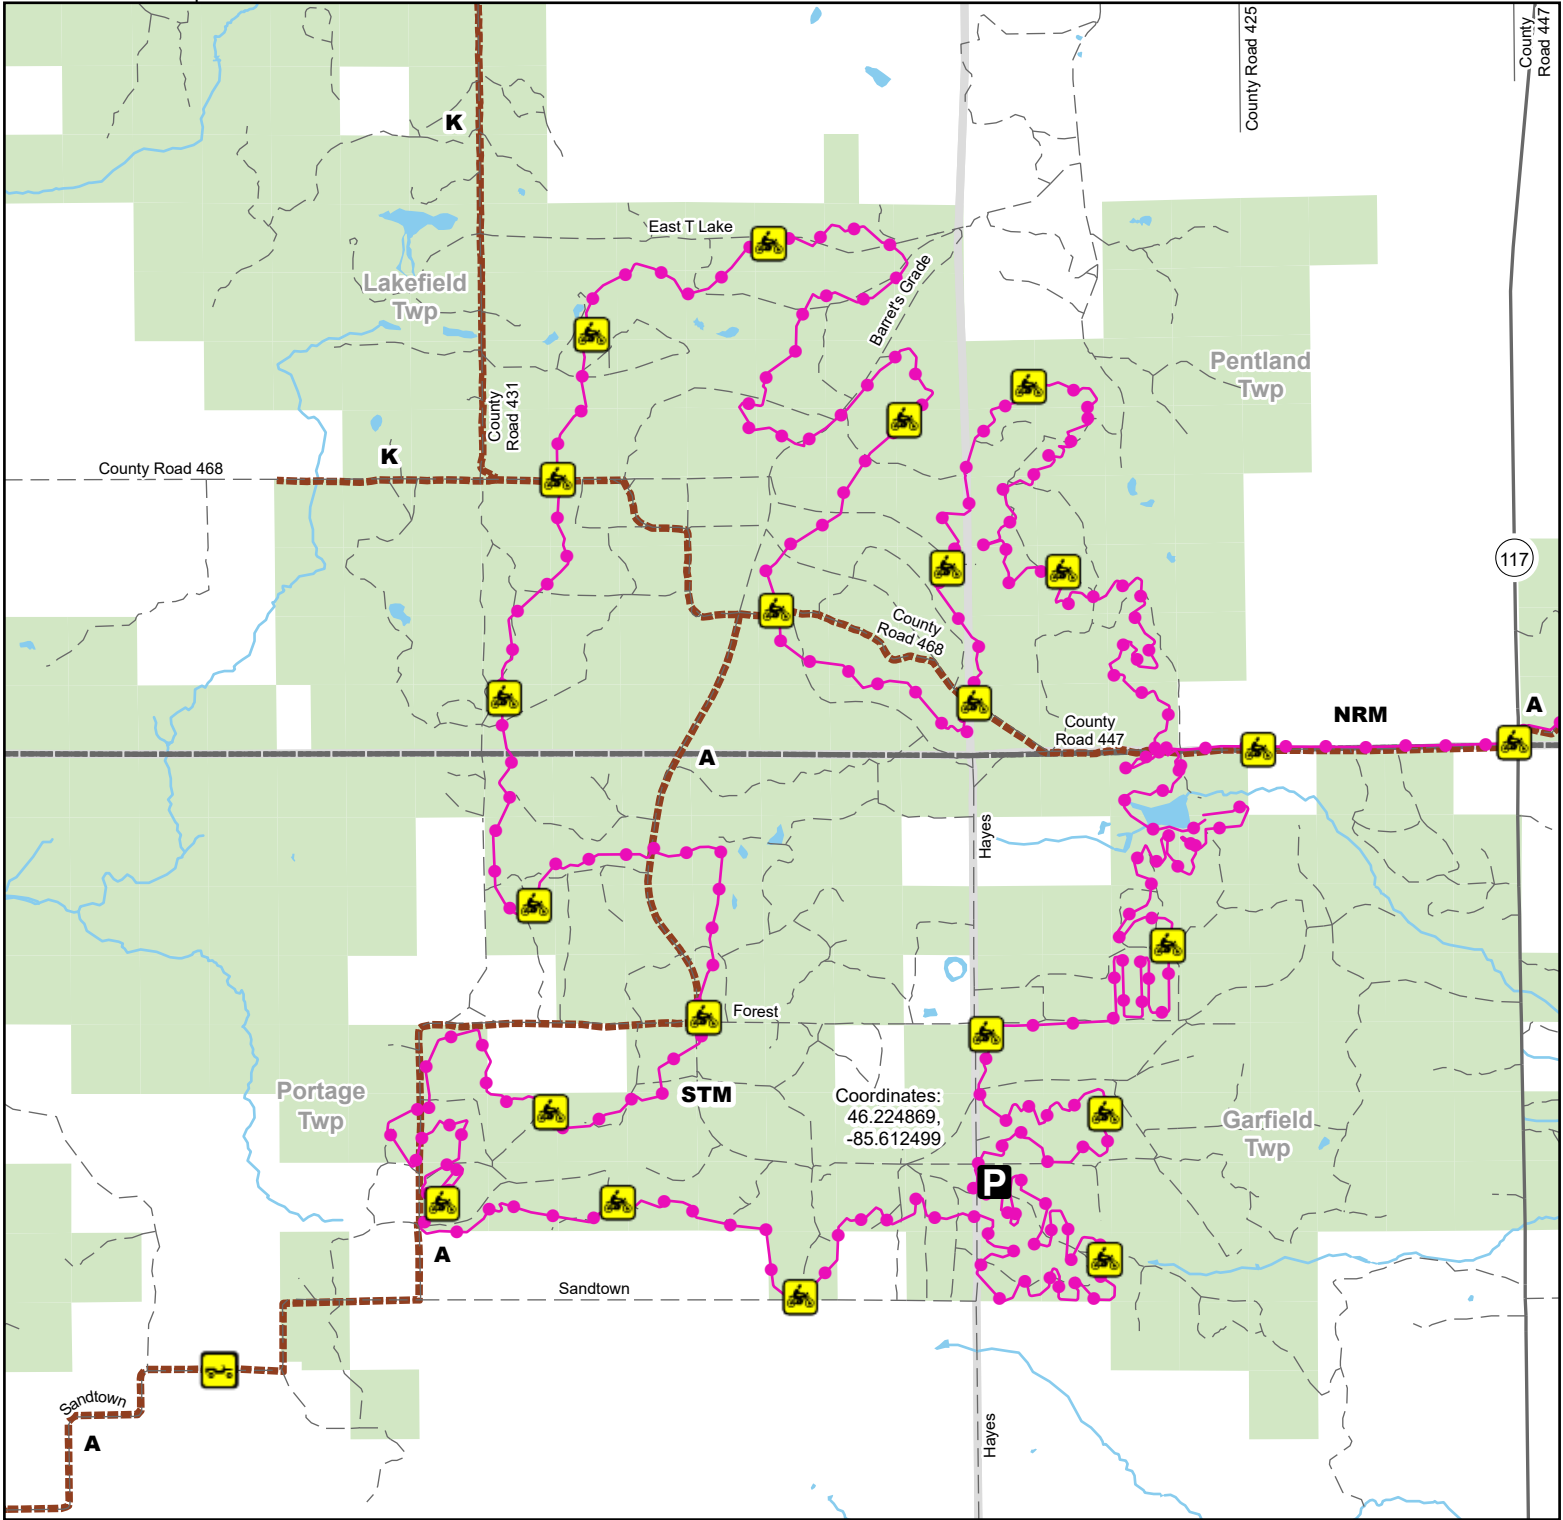 County Road 425
County
Road 447
K
East T Lake
Lakefield
Twp
Barret's Grade
Pentland
Twp
County
Road 431
K
County Road 468
117
County
Road 468
NRM
A
County
Road 447
A
Hayes
Forest
Portage
Twp
STM
Coordinates:
46.224869,
-85.612499
Garfield
Twp
P
A
Sandtown
Sandtown
A
Hayes